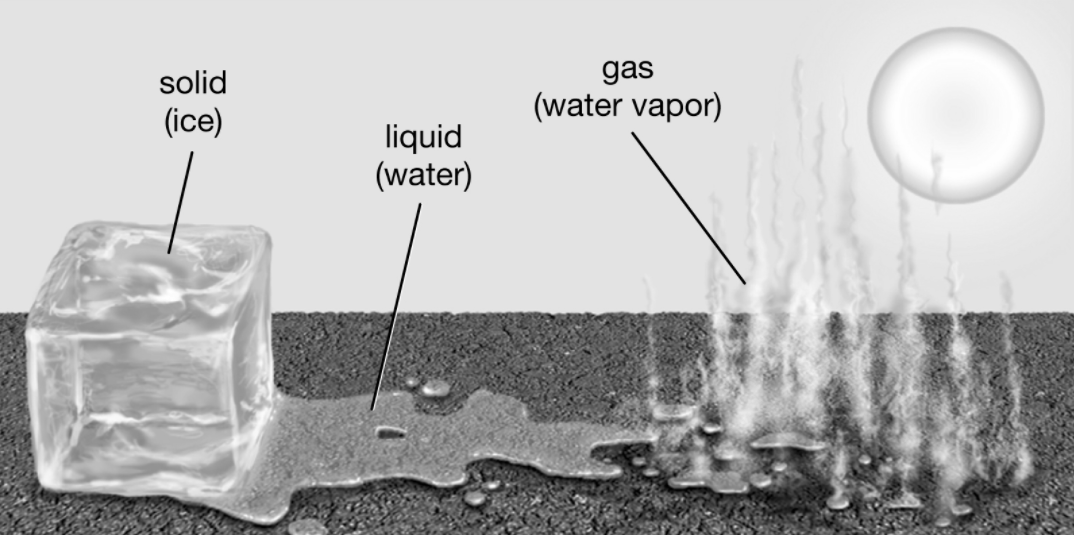 solid
(ice)
liquid
(water)
gas
(water vapor)